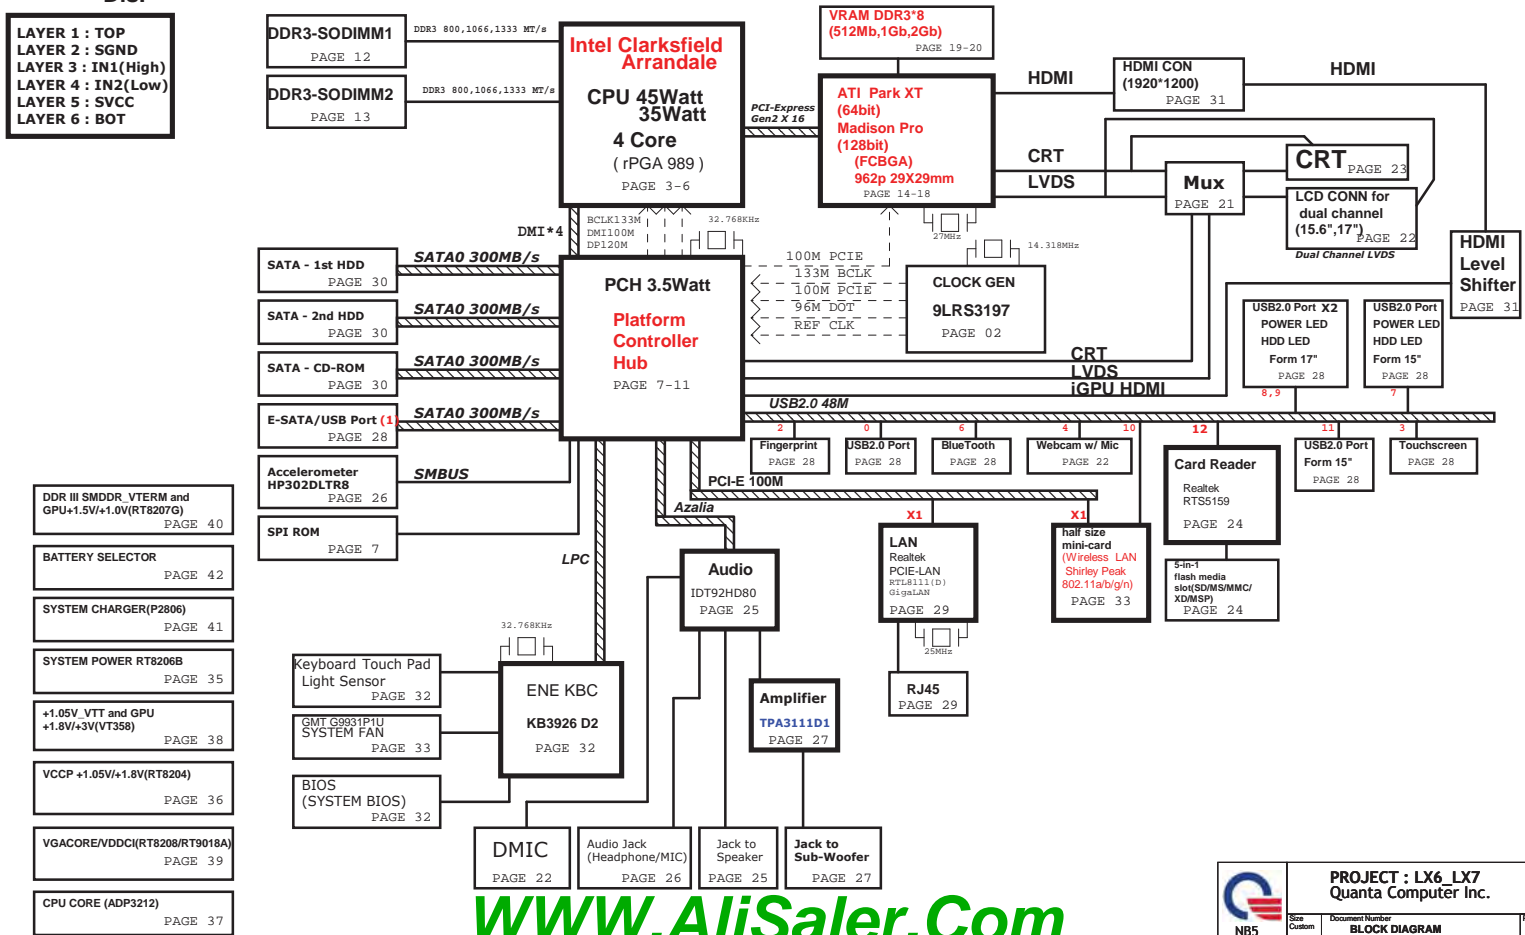 LAYER 1 : TOP
LAYER 2 : SGND
LAYER 3 : IN1(High)
LAYER 4 : IN2(Low)
LAYER 5 : SVCC
LAYER 6 : BOT
DDR3-SODIMM1
PAGE 12
DDR3 800,1066,1333 MT/s
DDR3-SODIMM2
PAGE 13
DDR3 800,1066,1333 MT/s
Intel Clarksfield
Arrandale
CPU 45Watt
35Watt
4 Core
( rPGA 989 )
PAGE 3-6
PCI-Express
Gen2 X 16
VRAM DDR3*8
(512Mb,1Gb,2Gb)
PAGE 19-20
ATI Park XT
(64bit)
Madison Pro
(128bit)
(FCBGA)
962p 29X29mm
PAGE 14-18
HDMI
HDMI CON
(1920*1200)
PAGE 31
HDMI
CRT
LVDS
Mux
PAGE 21
CRT
PAGE 23
LCD CONN for
dual channel
(15.6",17")
PAGE 22
Dual Channel LVDS
HDMI
Level
Shifter
PAGE 31
27MHz
14.318MHz
32.768KHz
BCLK133M
DMI100M
DP120M
DMI*4
100M PCIE
133M BCLK
100M PCIE
96M DOT
REF CLK
CLOCK GEN
9LRS3197
PAGE 02
PCH 3.5Watt
Platform
Controller
Hub
PAGE 7-11
SATA - 1st HDD
PAGE 30
SATA0 300MB/s
SATA - 2nd HDD
PAGE 30
SATA0 300MB/s
SATA - CD-ROM
PAGE 30
SATA0 300MB/s
E-SATA/USB Port (1)
PAGE 28
SATA0 300MB/s
Accelerometer
HP302DLTR8
PAGE 26
SMBUS
SPI ROM
PAGE 7
CRT
LVDS
iGPU HDMI
USB2.0 48M
USB2.0 Port X2
POWER LED
HDD LED
Form 17"
PAGE 28
8,9
USB2.0 Port
POWER LED
HDD LED
Form 15"
PAGE 28
7
2
Fingerprint
PAGE 28
0
USB2.0 Port
PAGE 28
6
BlueTooth
PAGE 28
4
Webcam w/ Mic
PAGE 22
10
12
Card Reader
Realtek
RTS5159
PAGE 24
11
USB2.0 Port
Form 15"
PAGE 28
3
Touchscreen
PAGE 28
PCI-E 100M
Azalia
LPC
X1
LAN
Realtek
PCIE-LAN
RTL8111(D)
GigaLAN
PAGE 29
25MHz
RJ45
PAGE 29
X1
half size
mini-card
(Wireless LAN
Shirley Peak
802.11a/b/g/n)
PAGE 33
5-in-1
flash media
slot(SD/MS/MMC/
XD/MSP)
PAGE 24
Audio
IDT92HD80
PAGE 25
32.768KHz
ENE KBC
KB3926 D2
PAGE 32
Keyboard Touch Pad
Light Sensor
PAGE 32
GMT G9931P1U
SYSTEM FAN
PAGE 33
BIOS
(SYSTEM BIOS)
PAGE 32
Amplifier
TPA3111D1
PAGE 27
DMIC
PAGE 22
Audio Jack
(Headphone/MIC)
PAGE 26
Jack to
Speaker
PAGE 25
Jack to
Sub-Woofer
PAGE 27
DDR III SMDDR_VTERM and
GPU+1.5V/+1.0V(RT8207G)
PAGE 40
BATTERY SELECTOR
PAGE 42
SYSTEM CHARGER(P2806)
PAGE 41
SYSTEM POWER RT8206B
PAGE 35
+1.05V_VTT and GPU
+1.8V/+3V(VT358)
PAGE 38
VCCP +1.05V/+1.8V(RT8204)
PAGE 36
VGACORE/VDDCI(RT8208/RT9018A)
PAGE 39
CPU CORE (ADP3212)
PAGE 37
WWW.AliSaler.Com
PROJECT : LX6_LX7
Quanta Computer Inc.
NB5
Size
Custom
Document Number
BLOCK DIAGRAM